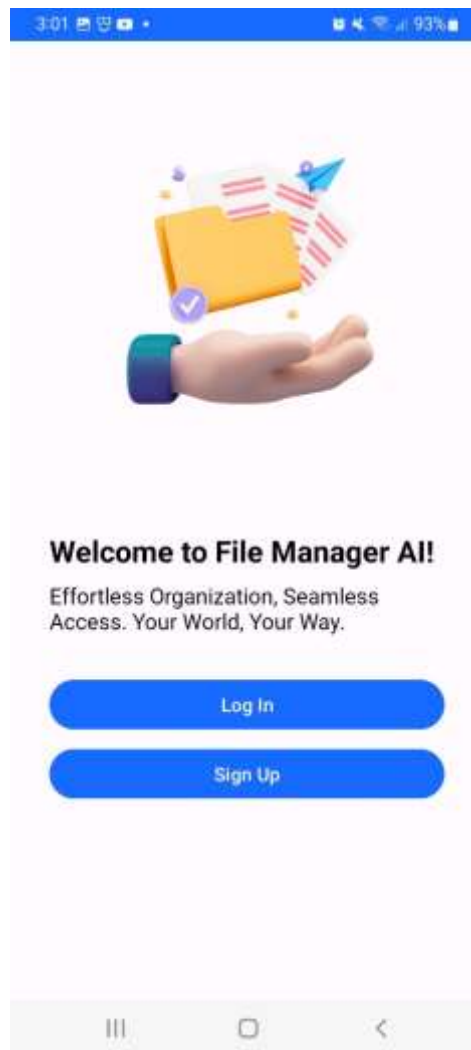 3:01 93%
Welcome to File Manager AI!
Effortless Organization, Seamless
Access. Your World, Your Way.
Log In
Sign Up